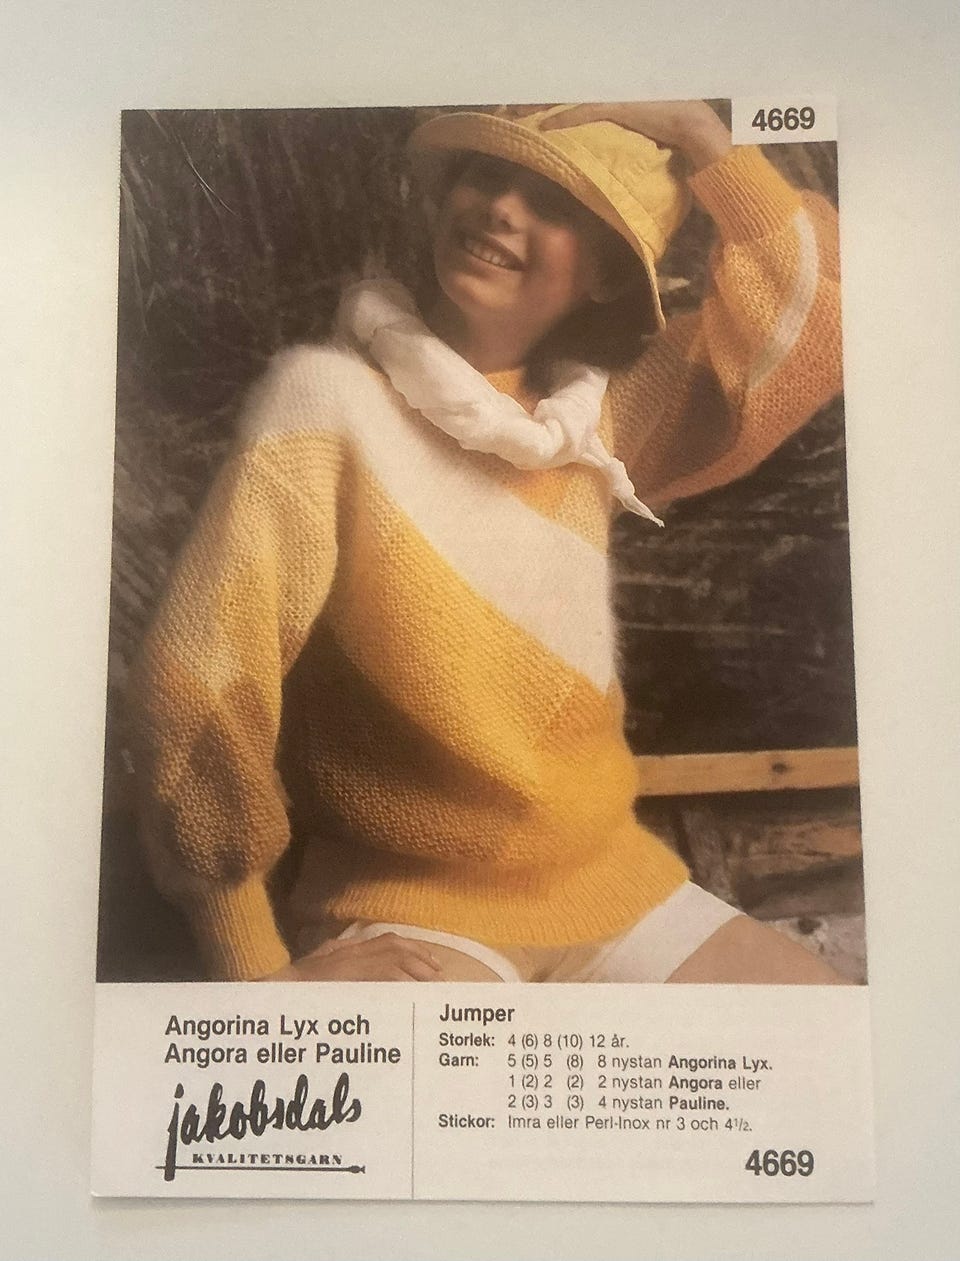 4669
Angorina Lyx och
Angora eller Pauline
jakobsdals
KVALITETSGARN
Jumper
Storlek: 4 (6) 8 (10) 12 år.
Garn: 5 (5) 5 (8) 8 nystan Angorina Lyx.
1 (2) 2 (2) 2 nystan Angora eller
2 (3) 3 (3) 4 nystan Pauline.
Stickor: Imra eller Perl-Inox nr 3 och 4½.
4669